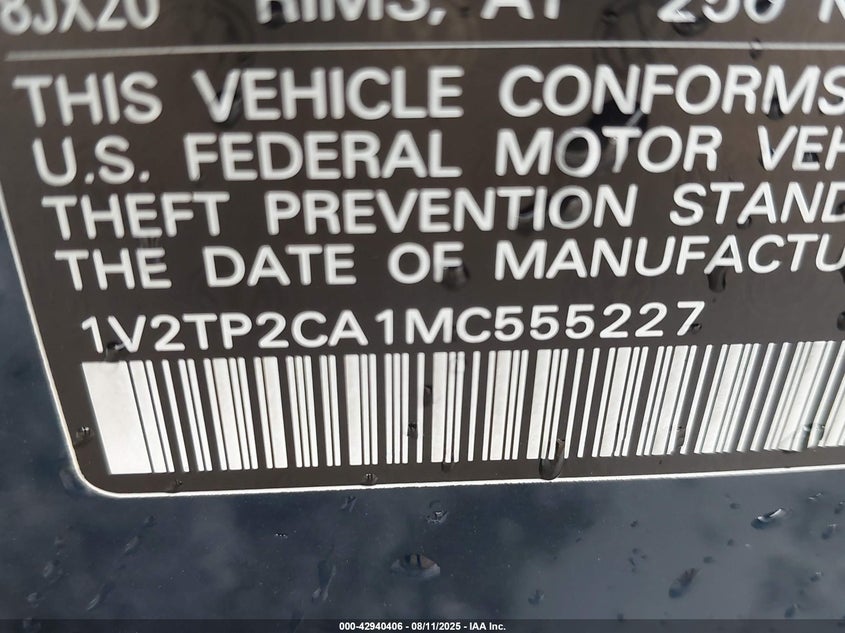 8JX20 RIMS, AT 250
THIS VEHICLE CONFORMS
U.S. FEDERAL MOTOR VEH
THEFT PREVENTION STAND
THE DATE OF MANUFACTU
1V2TP2CA1MC555227
000-42940406 - 08/11/2025 - IAA Inc.